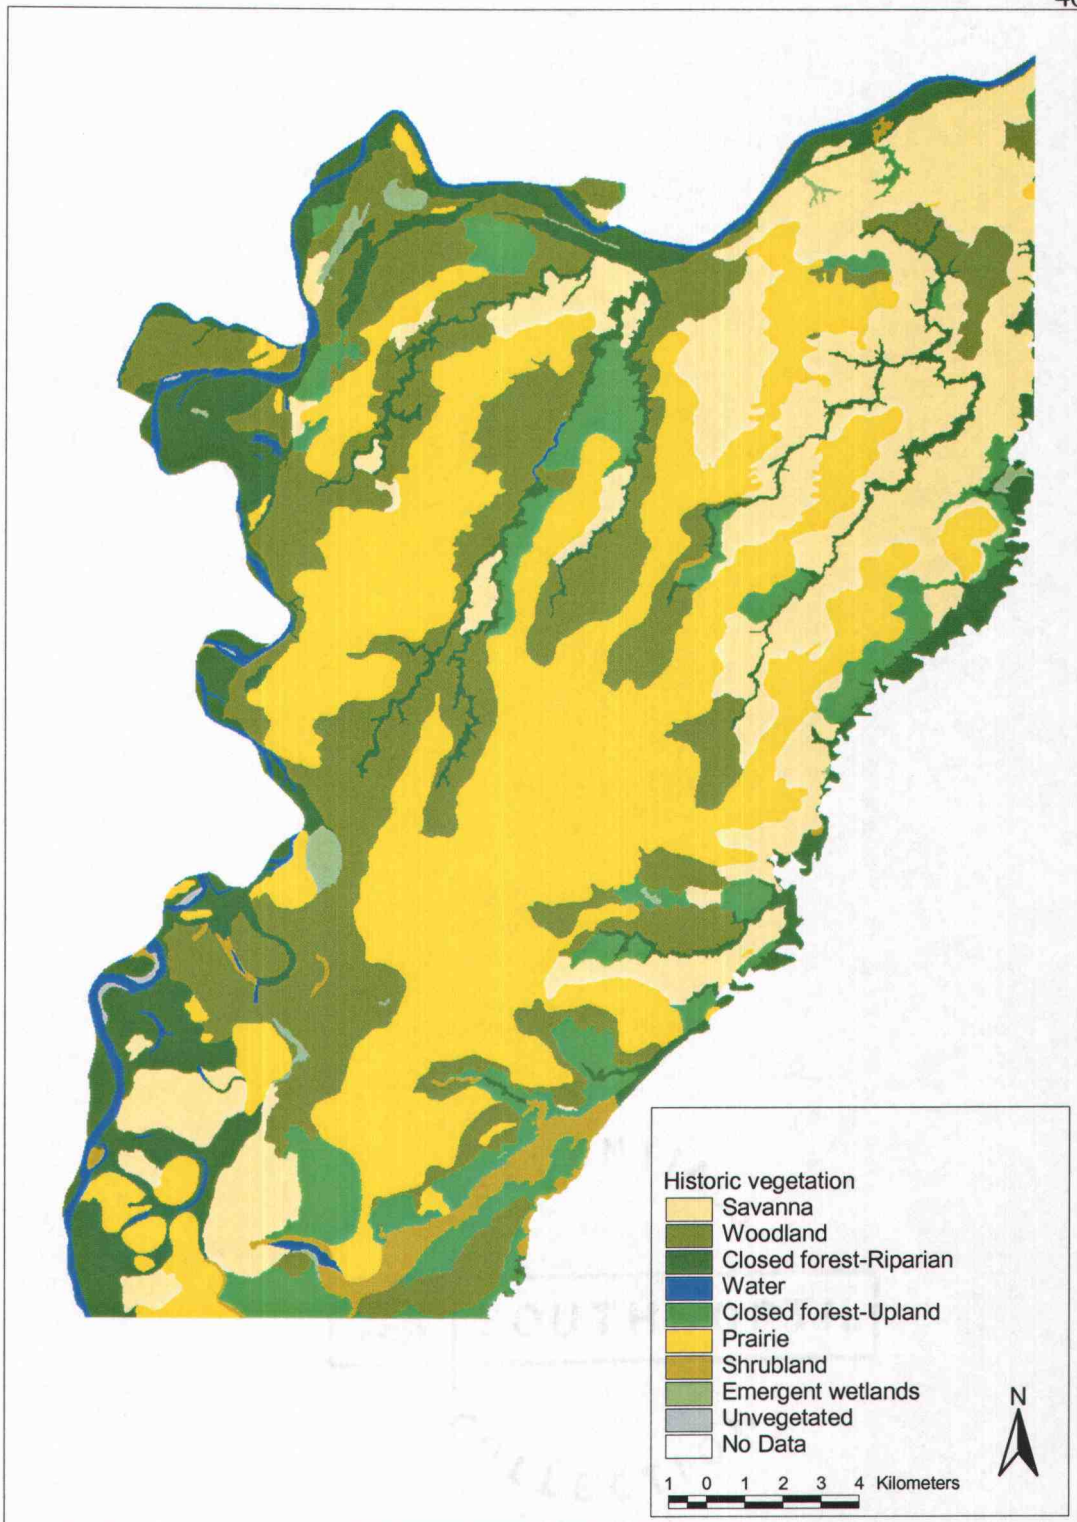 Historic vegetation
Savanna
Woodland
Closed forest-Riparian
Water
Closed forest-Upland
Prairie
Shrubland
Emergent wetlands
Unvegetated
No Data
N
1 0 1 2 3 4 Kilometers